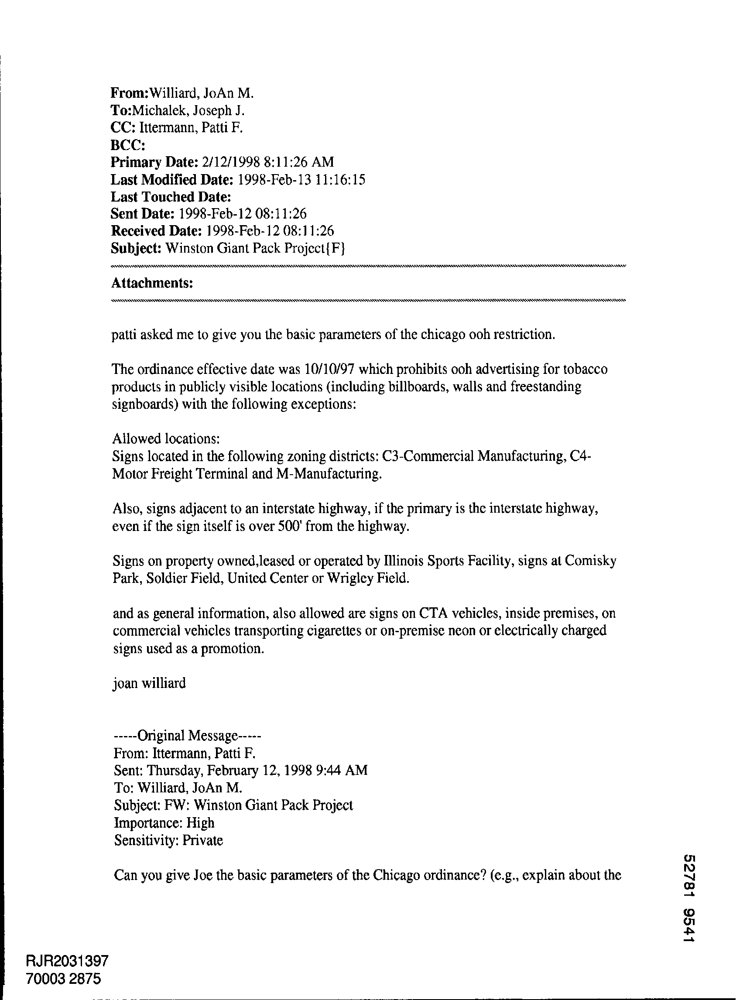 From:Williard, JoAn M.
To:Michalek, Joseph J.
CC: Ittermann, Patti F.
BCC:
Primary Date: 2/12/1998 8:11:26 AM
Last Modified Date: 1998-Feb-13 11:16:15
Last Touched Date:
Sent Date: 1998-Feb-12 08:11:26
Received Date: 1998-Feb-12 08:11:26
Subject: Winston Giant Pack Project{F}
Attachments:
patti asked me to give you the basic parameters of the chicago ooh restriction.
The ordinance effective date was 10/10/97 which prohibits ooh advertising for tobacco
products in publicly visible locations (including billboards, walls and freestanding
signboards) with the following exceptions:
Allowed locations:
Signs located in the following zoning districts: C3-Commercial Manufacturing, C4-
Motor Freight Terminal and M-Manufacturing.
Also, signs adjacent to an interstate highway, if the primary is the interstate highway,
even if the sign itself is over 500' from the highway.
Signs on property owned,leased or operated by Illinois Sports Facility, signs at Comisky
Park, Soldier Field, United Center or Wrigley Field.
and as general information, also allowed are signs on CTA vehicles, inside premises, on
commercial vehicles transporting cigarettes or on-premise neon or electrically charged
signs used as a promotion.
joan williard
-----Original Message-----
From: Ittermann, Patti F.
Sent: Thursday, February 12, 1998 9:44 AM
To: Williard, JoAn M.
Subject: FW: Winston Giant Pack Project
Importance: High
Sensitivity: Private
Can you give Joe the basic parameters of the Chicago ordinance? (e.g., explain about the
52781 9541
RJR2031397
70003 2875